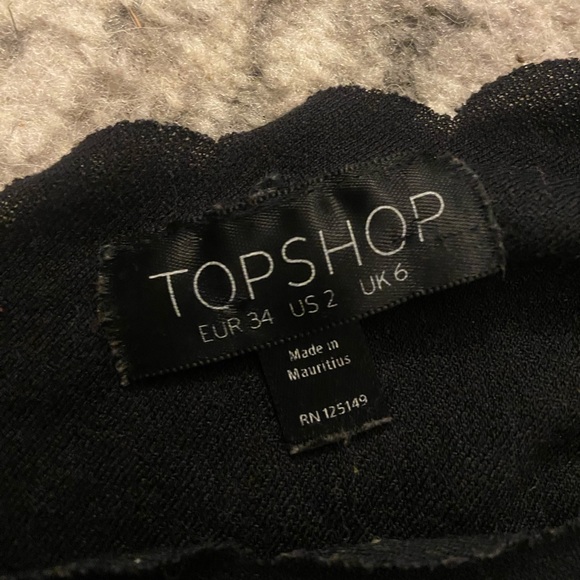 TOPSHOP
EUR 34 US 2 UK 6
Made in
Mauritius
RN 125149